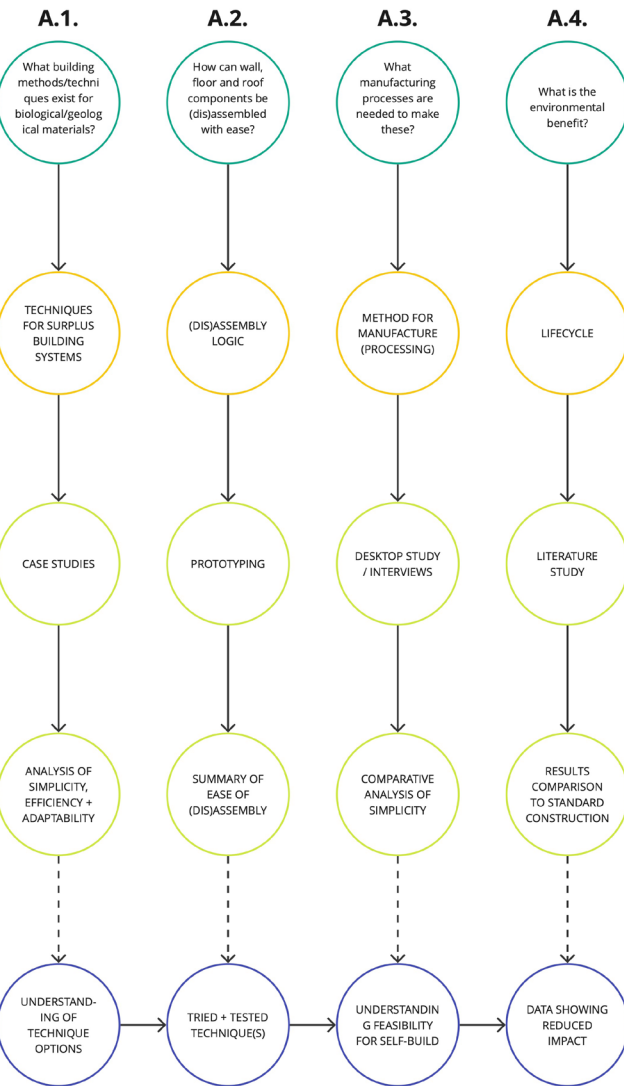 A.1.
A.2.
A.3.
A.4.
What building
methods/techni
ques exist for
biological/geolog
ical materials?
How can wall,
floor and roof
components be
(dis)assembled
with ease?
What
manufacturing
processes are
needed to make
these?
What is the
environmental
benefit?
TECHNIQUES
FOR SURPLUS
BUILDING
SYSTEMS
(DIS)ASSEMBLY
LOGIC
METHOD FOR
MANUFACTURE
(PROCESSING)
LIFECYCLE
CASE STUDIES
PROTOTYPING
DESKTOP STUDY
/ INTERVIEWS
LITERATURE
STUDY
ANALYSIS OF
SIMPLICITY,
EFFICIENCY +
ADAPTABILITY
SUMMARY OF
EASE OF
(DIS)ASSEMBLY
COMPARATIVE
ANALYSIS OF
SIMPLICITY
RESULTS
COMPARISON
TO STANDARD
CONSTRUCTION
UNDERSTAND-
ING OF
TECHNIQUE
OPTIONS
TRIED + TESTED
TECHNIQUE(S)
UNDERSTANDIN
G FEASIBILITY
FOR SELF-BUILD
DATA SHOWING
REDUCED
IMPACT